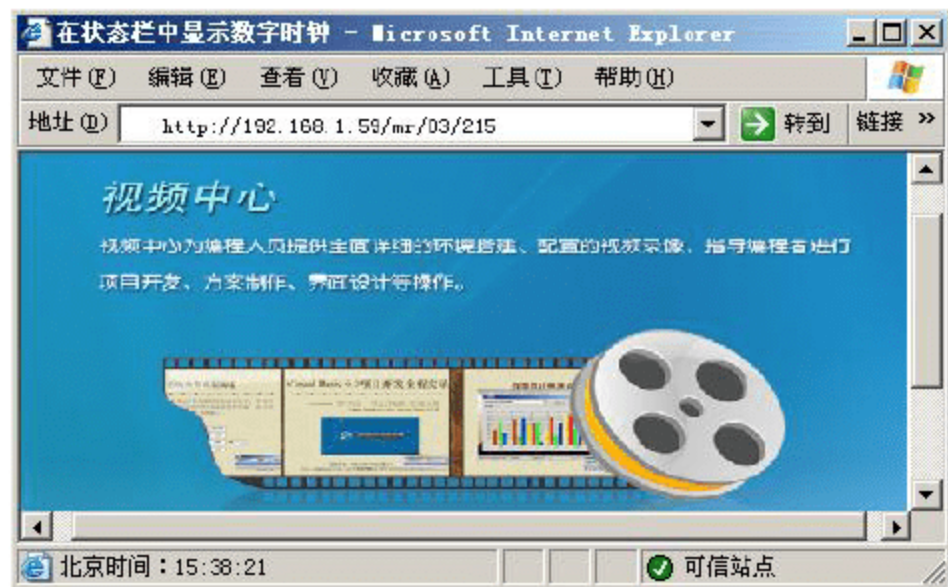 在状态栏中显示数字时钟 - Microsoft Internet Explorer
文件(F) 编辑(E) 查看(V) 收藏(A) 工具(T) 帮助(H)
地址(D) http://192.168.1.59/mr/03/215 转到 链接 »
视频中心
视频中心为编程人员提供全面详细的环境搭建、配置的视频录像、指导编程者进行
项目开发、方案制作、界面设计等操作。
北京时间：15:38:21 可信站点